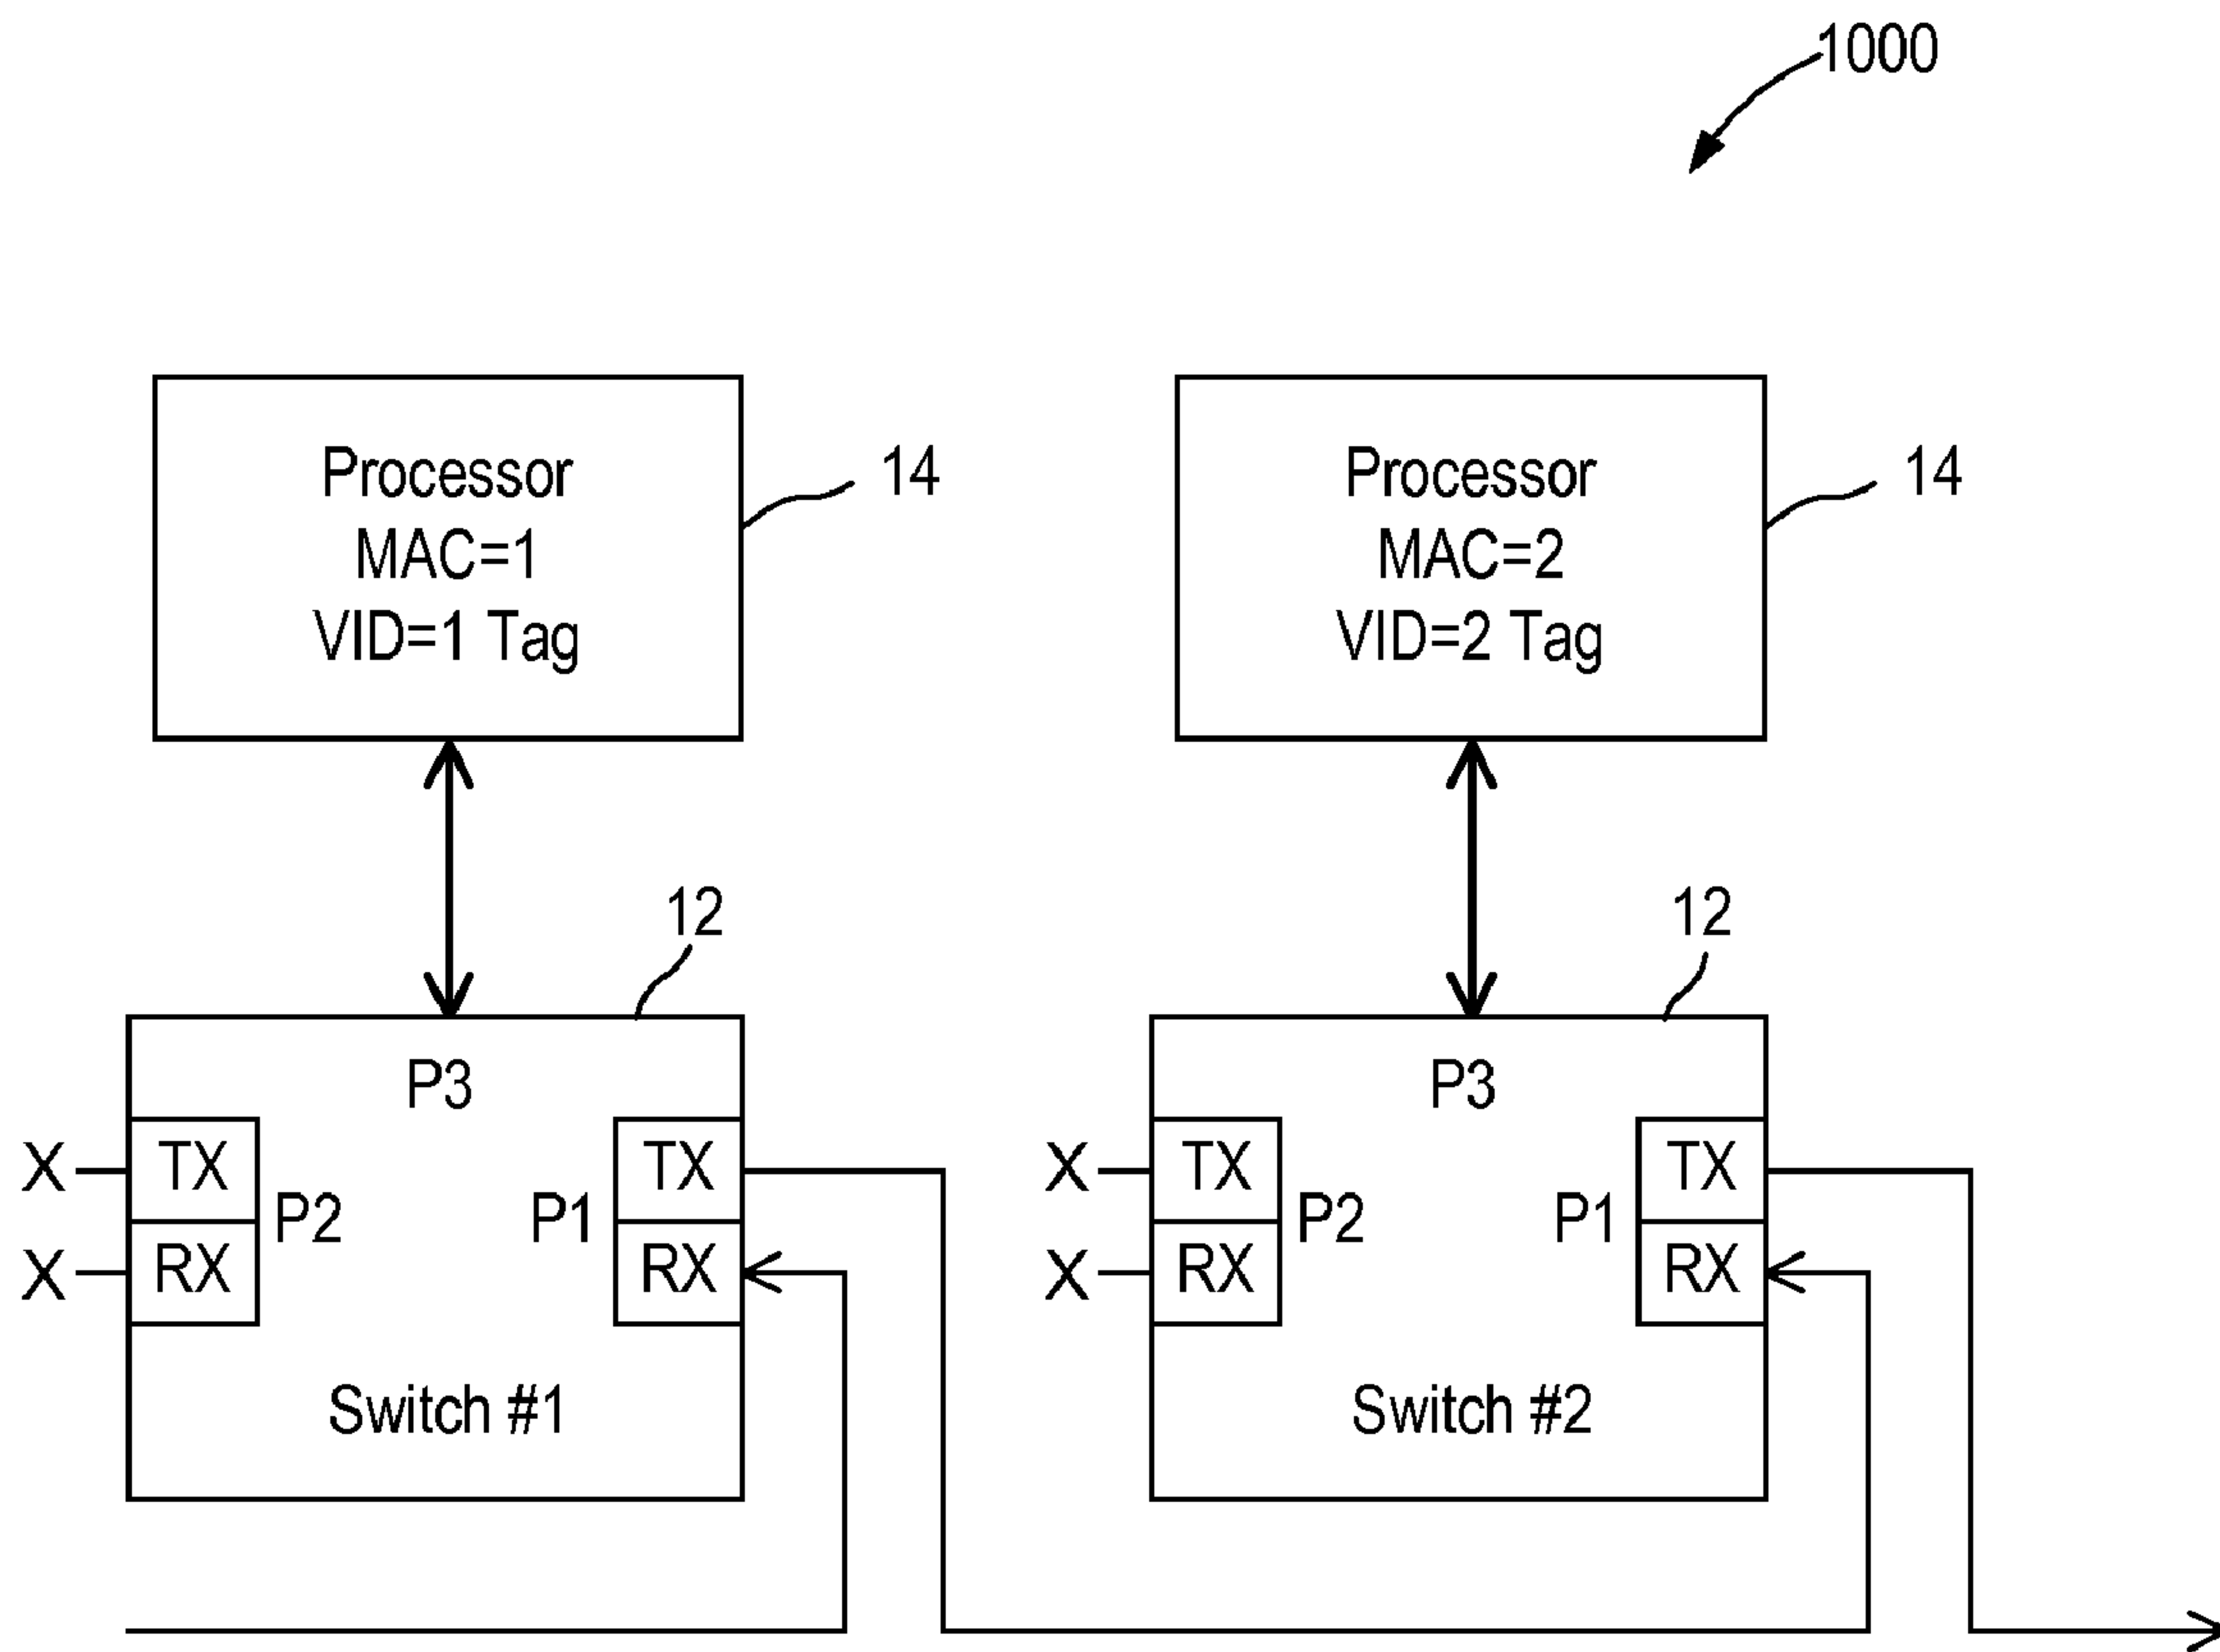 1000
Processor
MAC=1
VID=1 Tag
14
Processor
MAC=2
VID=2 Tag
14
12
P3
X
TX
P2
X
RX
P1
TX
RX
Switch #1
12
P3
X
TX
P2
X
RX
P1
TX
RX
Switch #2